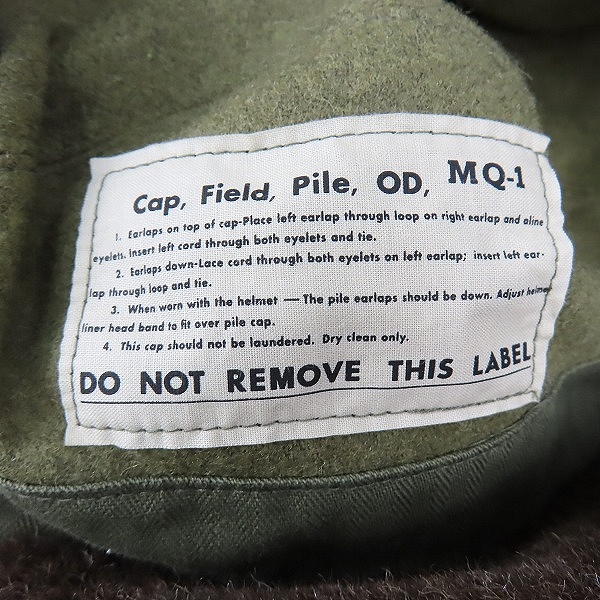 Cap, Field, Pile, OD, MQ-1
1. Earlaps on top of cap-Place left earlap through loop on right earlap and aline
eyelets, insert left cord through both eyelets and tie.
2. Earlaps down-Lace cord through both eyelets on left earlap; insert left ear-
lap through loop and tie.
3. When worn with the helmet — The pile earlaps should be down. Adjust helmet
liner head band to fit over pile cap.
4. This cap should not be laundered. Dry clean only.
DO NOT REMOVE THIS LABEL